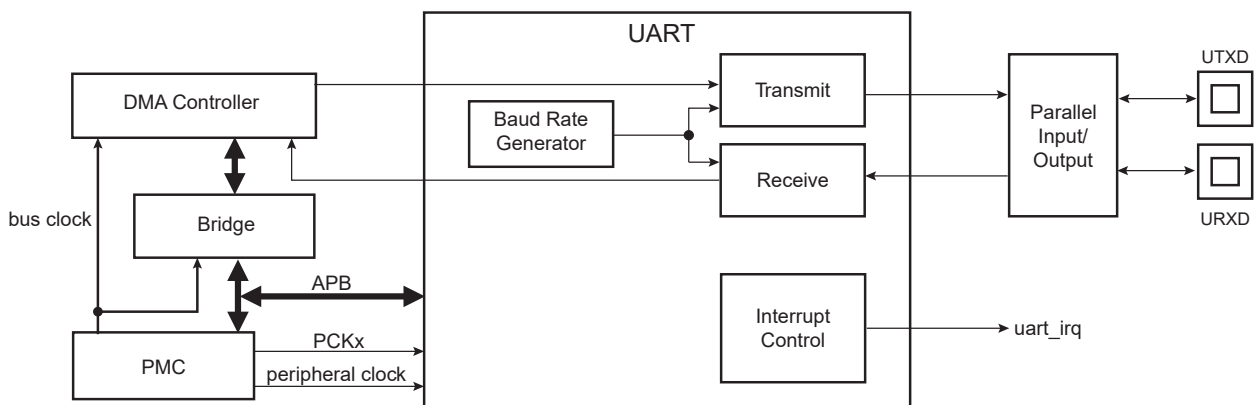 UART
DMA Controller
Baud Rate
Generator
Transmit
Receive
Parallel
Input/
Output
UTXD
URXD
bus clock
Bridge
APB
PMC
PCKx
peripheral clock
Interrupt
Control
uart_irq